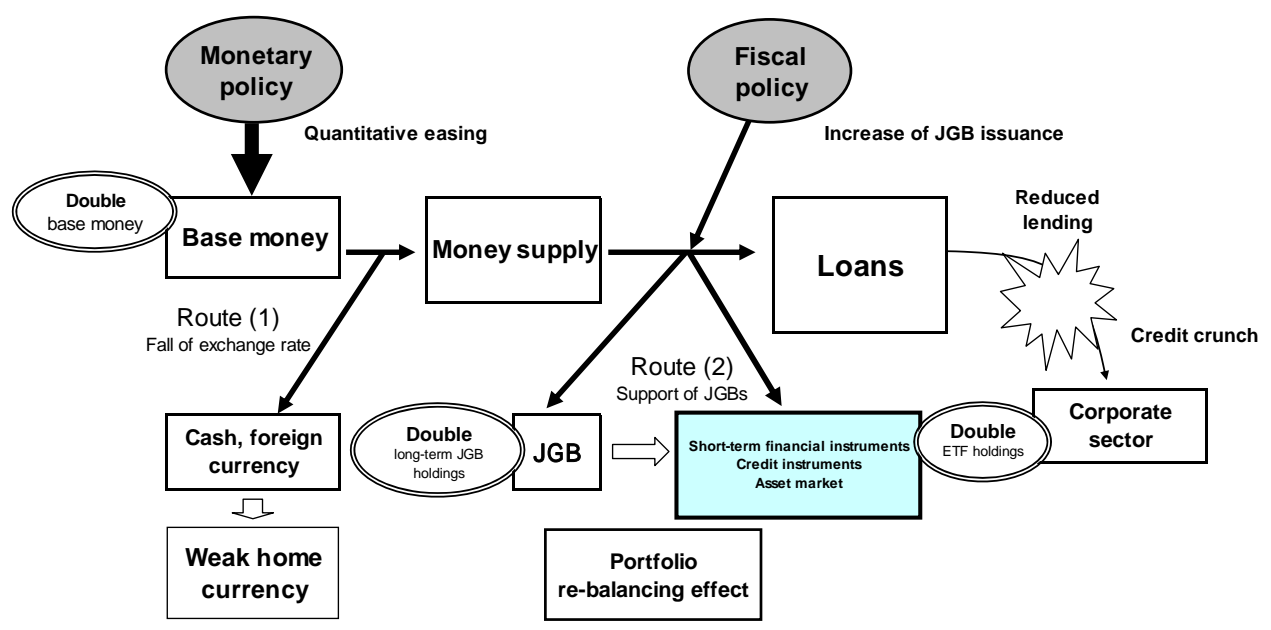 Monetary
policy
Fiscal
policy
Quantitative easing
Increase of JGB issuance
Double
base money
Base money
Money supply
Loans
Reduced
lending
Credit crunch
Route (1)
Fall of exchange rate
Route (2)
Support of JGBs
Cash, foreign
currency
Double
long-term JGB
holdings
JGB
Short-term financial instruments
Credit instruments
Asset market
Double
ETF holdings
Corporate
sector
Weak home
currency
Portfolio
re-balancing effect